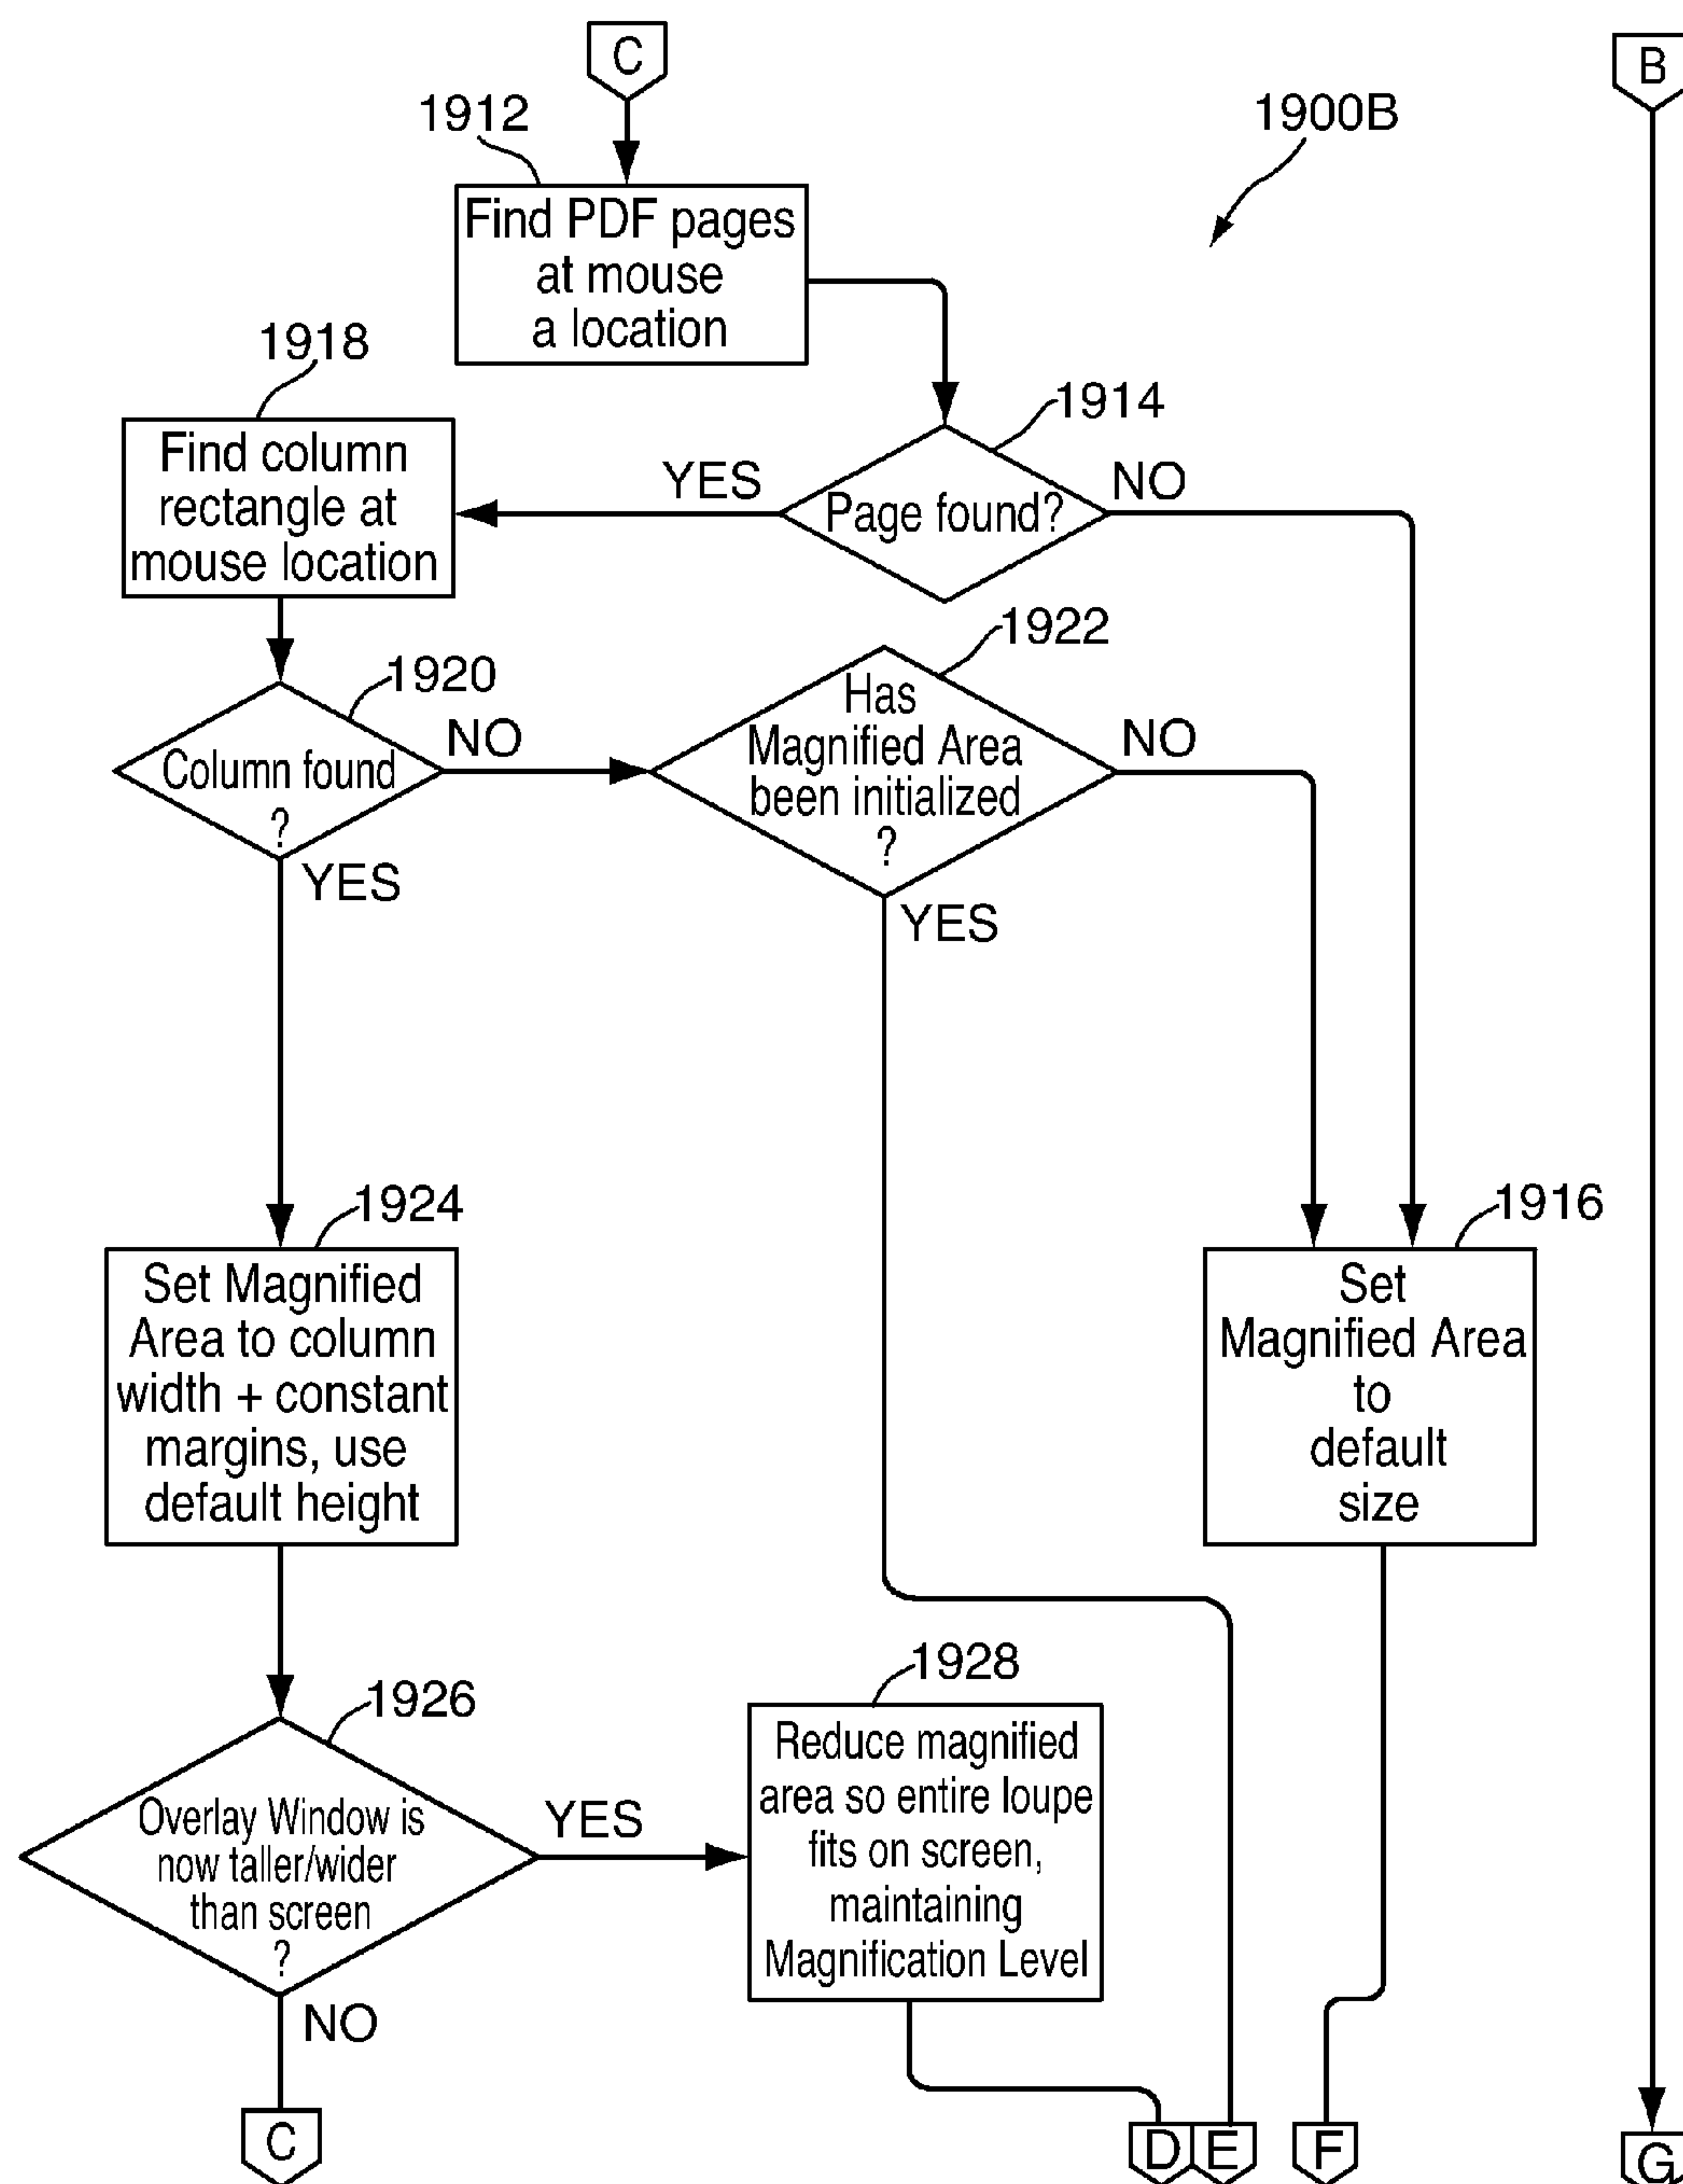 C
B
1912
1900B
Find PDF pages
at mouse
a location
1918
1914
Find column
rectangle at
mouse location
YES
Page found?
NO
1922
1920
Column found
?
NO
YES
Has
Magnified Area
been initialized
?
NO
YES
1924
1916
Set Magnified
Area to column
width + constant
margins, use
default height
Set
Magnified Area
to
default
size
1926
1928
Overlay Window is
now taller/wider
than screen
?
YES
NO
Reduce magnified
area so entire loupe
fits on screen,
maintaining
Magnification Level
C
D
E
F
G